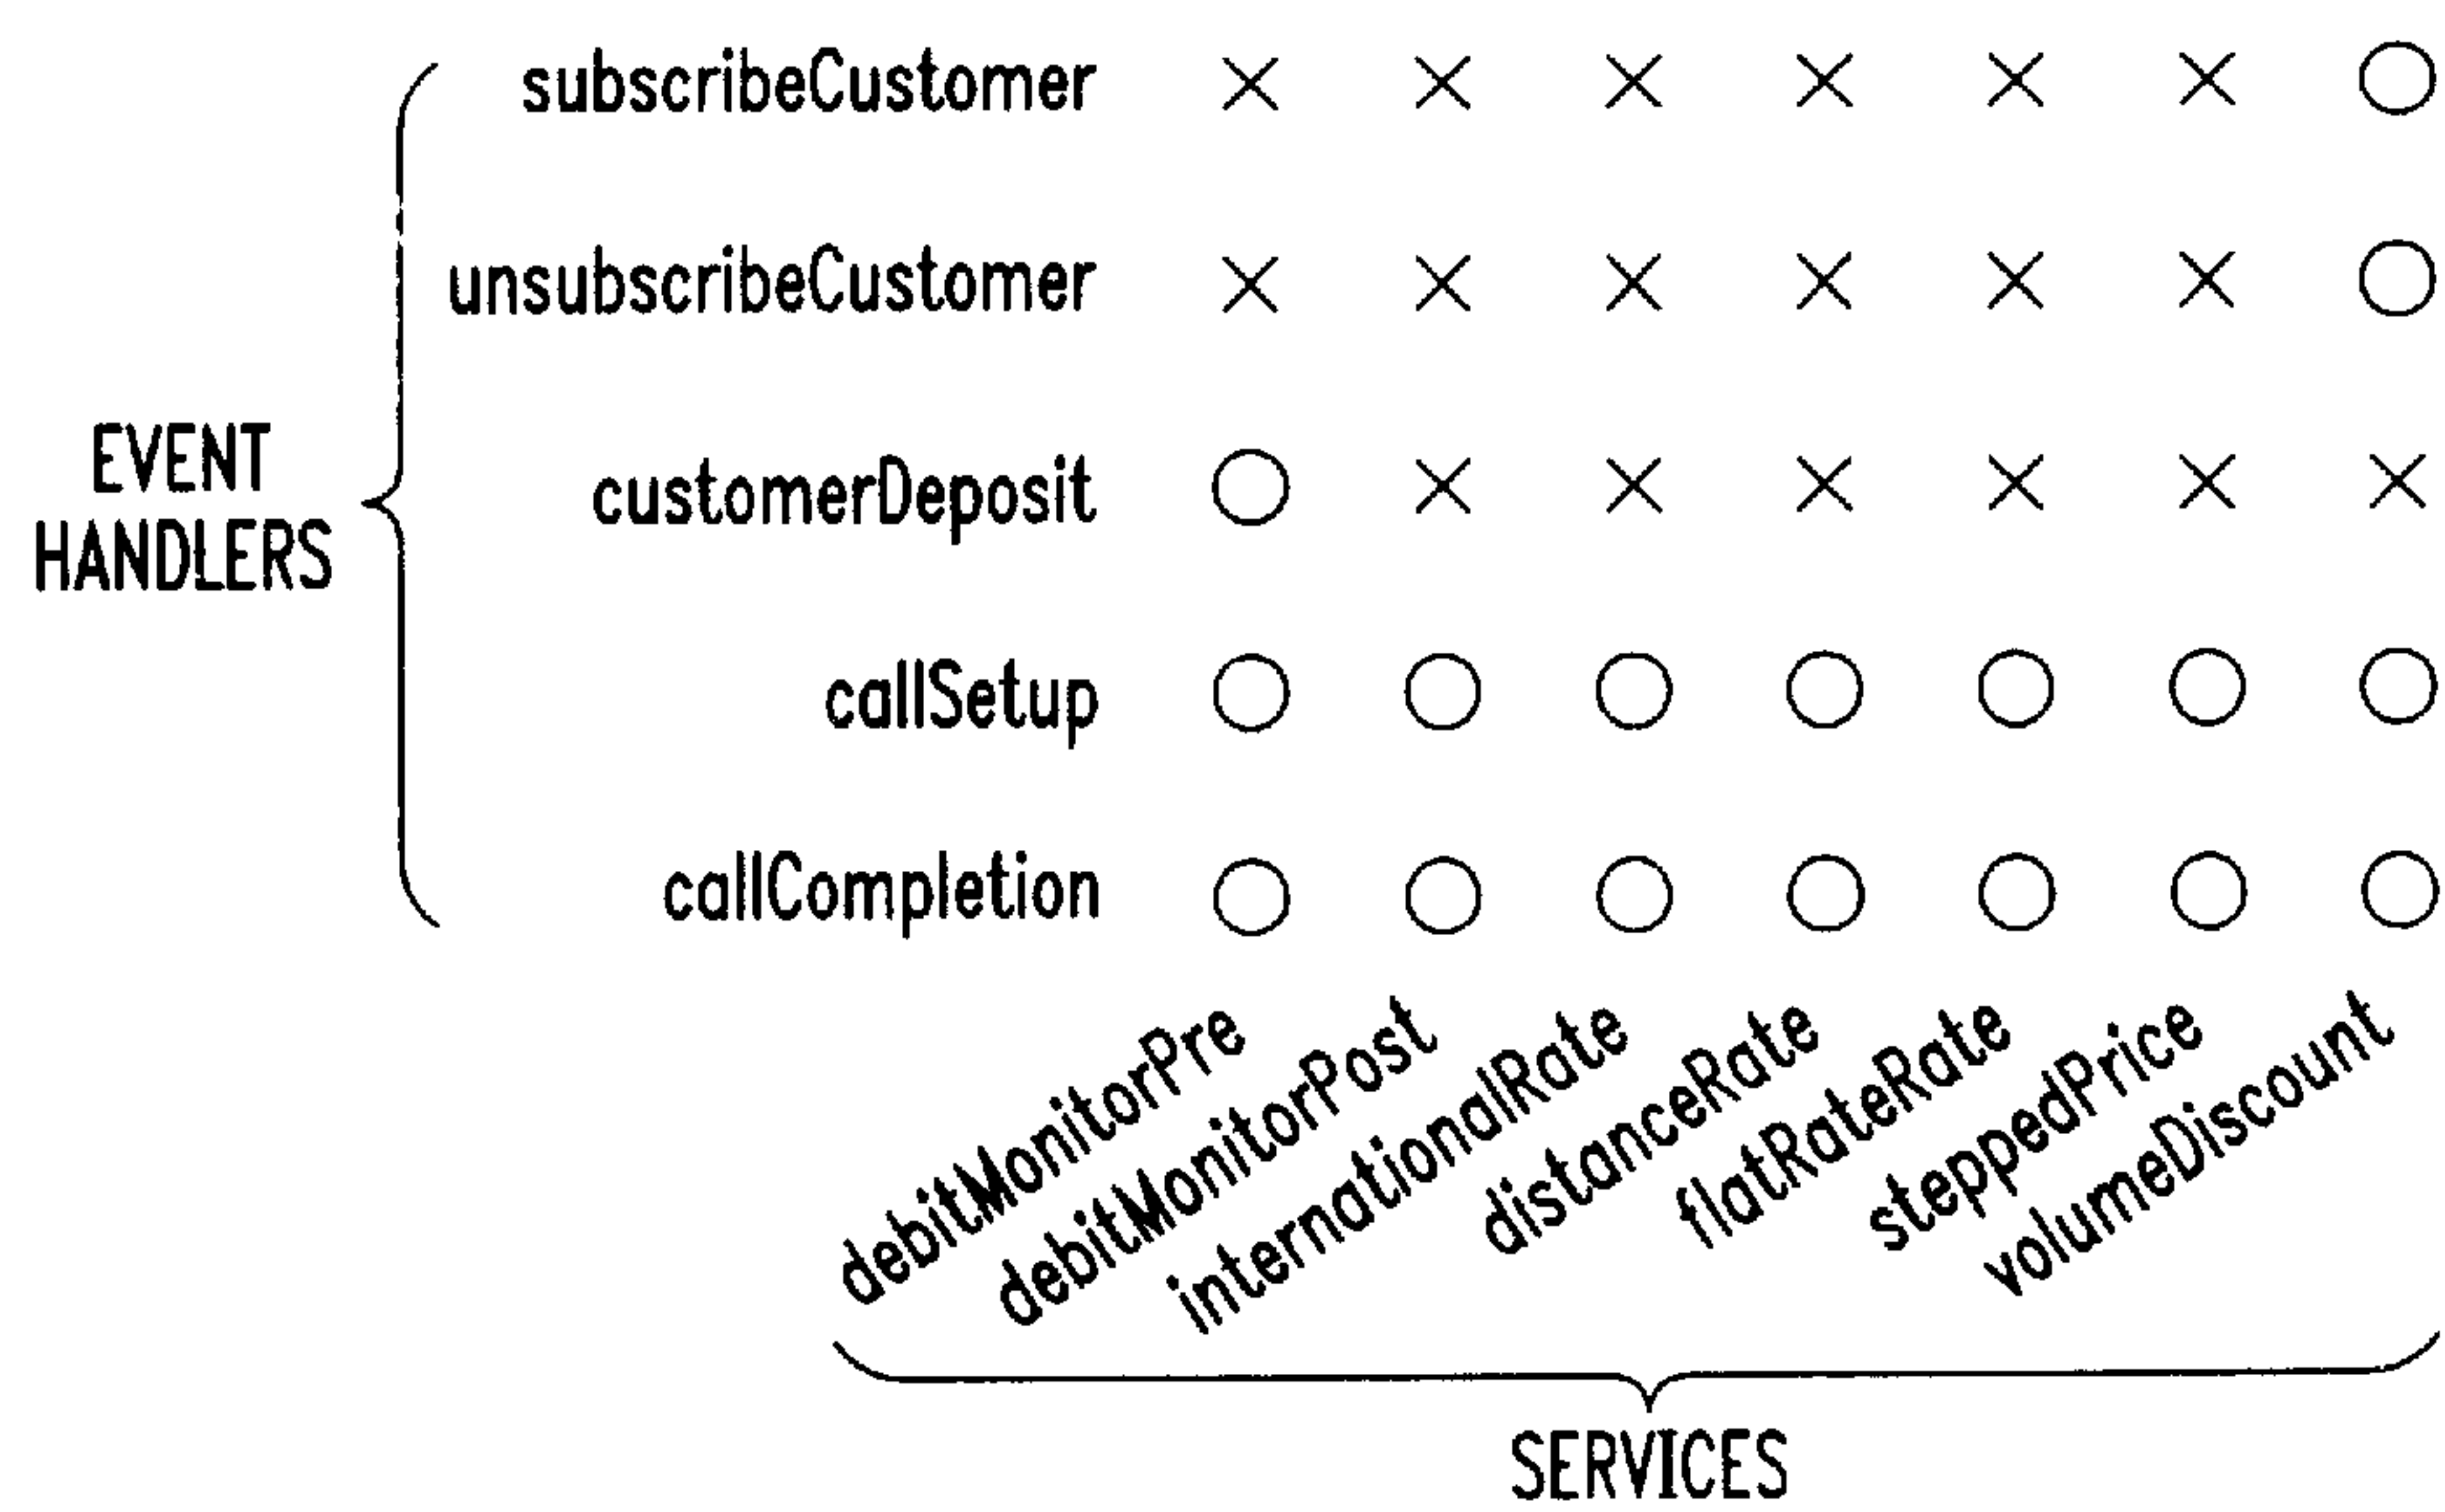 subscribeCustomer
unsubscribeCustomer
EVENT
HANDLERS
customerDeposit
callSetup
callCompletion
debitMonitorPre
debitMonitorPost
internationalRate
distanceRate
flatRateRate
steppedPrice
volumeDiscount
SERVICES